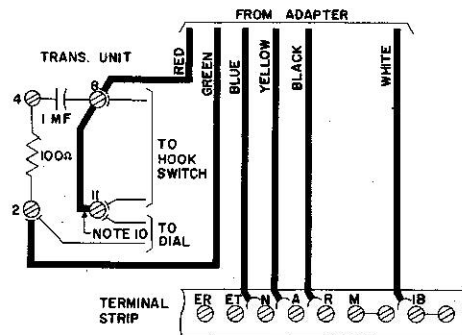 FROM ADAPTER
TRANS. UNIT
RED
GREEN
BLUE
YELLOW
BLACK
WHITE
4
8
1 MF
100Ω
TO
HOOK
SWITCH
2
11
NOTE 10
TO
DIAL
TERMINAL
STRIP
ER ET N A R M 18